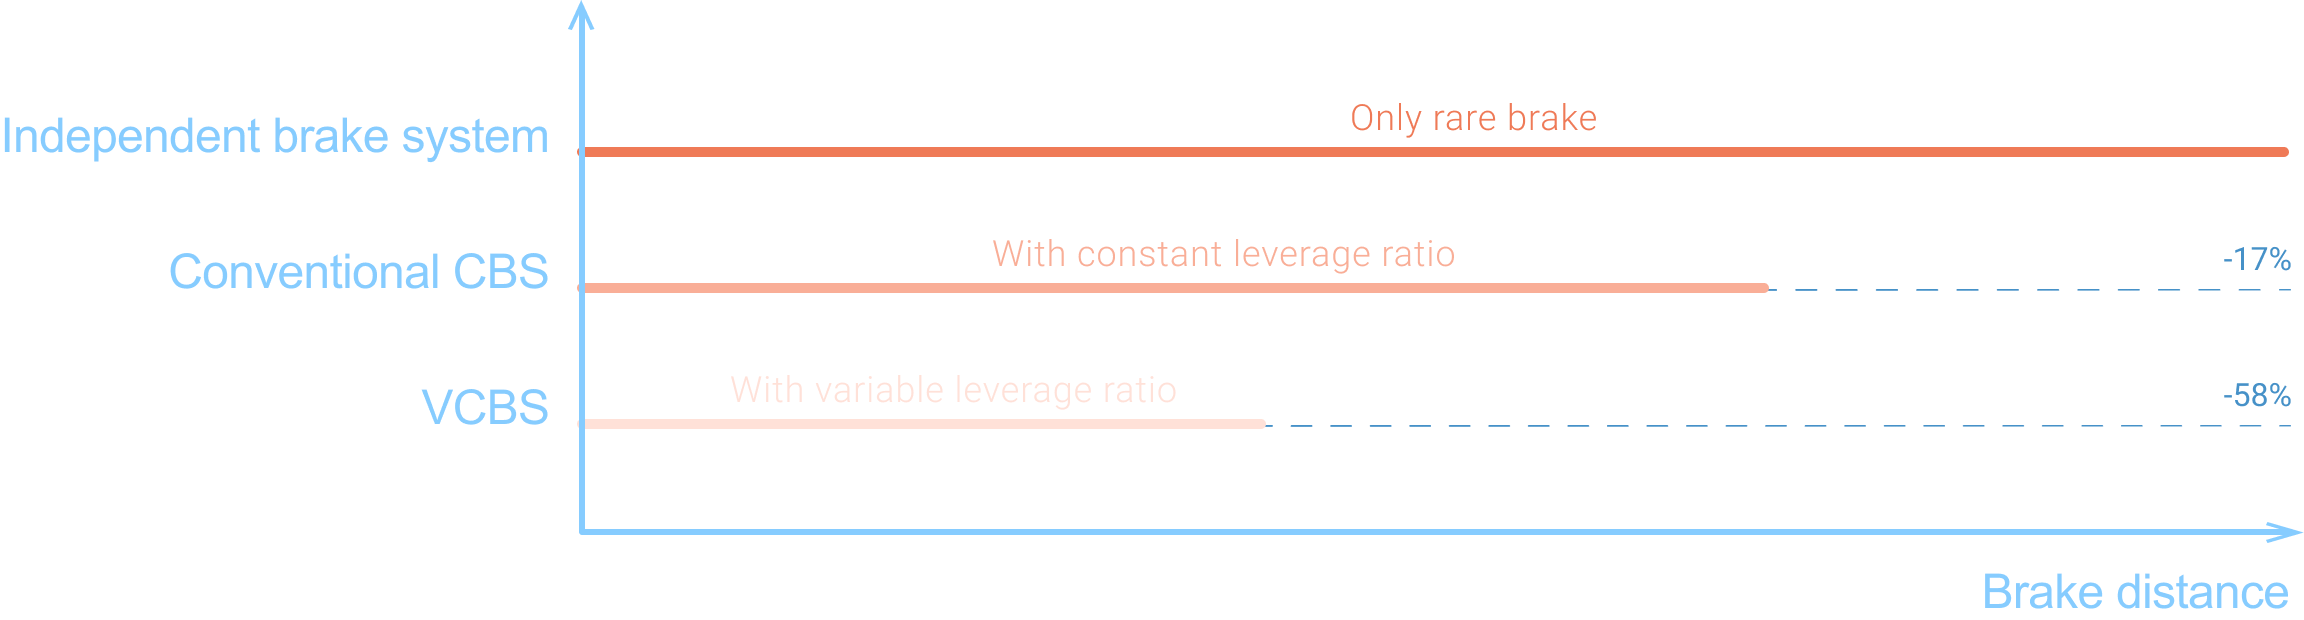 Only rare brake
Independent brake system
With constant leverage ratio
-17%
Conventional CBS
With variable leverage ratio
-58%
VCBS
Brake distance